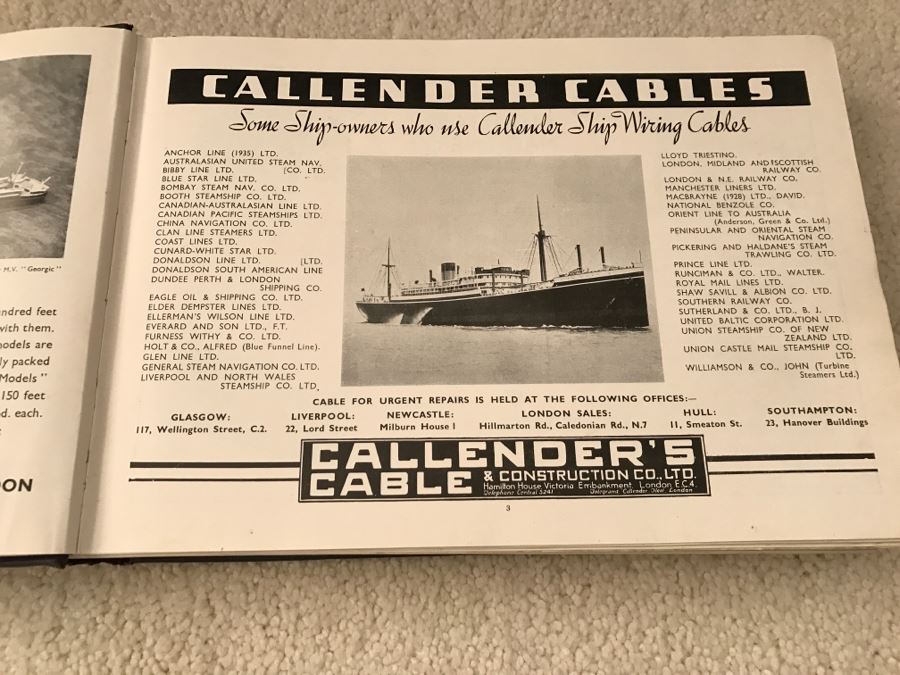 M.V. "Georgic"
ndred feet
with them.
odels are
ly packed
Models "
150 feet
d. each.
DON
CALLENDER CABLES
Some Ship-owners who use Callender Ship Wiring Cables
ANCHOR LINE (1935) LTD.
AUSTRALASIAN UNITED STEAM NAV.
BIBBY LINE LTD. [CO. LTD.
BLUE STAR LINE LTD.
BOMBAY STEAM NAV. CO. LTD.
BOOTH STEAMSHIP CO. LTD.
CANADIAN-AUSTRALASIAN LINE LTD.
CANADIAN PACIFIC STEAMSHIPS LTD.
CHINA NAVIGATION CO. LTD.
CLAN LINE STEAMERS LTD.
COAST LINES LTD.
CUNARD-WHITE STAR LTD.
DONALDSON LINE LTD. [LTD.
DONALDSON SOUTH AMERICAN LINE
DUNDEE PERTH & LONDON
SHIPPING CO.
EAGLE OIL & SHIPPING CO. LTD.
ELDER DEMPSTER LINES LTD.
ELLERMAN'S WILSON LINE LTD.
EVERARD AND SON LTD., F.T.
FURNESS WITHY & CO. LTD.
HOLT & CO., ALFRED (Blue Funnel Line).
GLEN LINE LTD.
GENERAL STEAM NAVIGATION CO. LTD.
LIVERPOOL AND NORTH WALES
STEAMSHIP CO. LTD.
LLOYD TRIESTINO.
LONDON, MIDLAND AND SCOTTISH
RAILWAY CO.
LONDON & N.E. RAILWAY CO.
MANCHESTER LINERS LTD.
MACBRAYNE (1928) LTD., DAVID.
NATIONAL BENZOLE CO.
ORIENT LINE TO AUSTRALIA
(Anderson, Green & Co. Ltd.)
PENINSULAR AND ORIENTAL STEAM
NAVIGATION CO.
PICKERING AND HALDANE'S STEAM
TRAWLING CO. LTD.
PRINCE LINE LTD.
RUNCIMAN & CO. LTD., WALTER.
ROYAL MAIL LINES LTD.
SHAW SAVILL & ALBION CO. LTD.
SOUTHERN RAILWAY CO.
SUTHERLAND & CO. LTD., B. J.
UNITED BALTIC CORPORATION LTD.
UNION STEAMSHIP CO. OF NEW
ZEALAND LTD.
UNION CASTLE MAIL STEAMSHIP CO.
LTD.
WILLIAMSON & CO., JOHN (Turbine
Steamers Ltd.)
CABLE FOR URGENT REPAIRS IS HELD AT THE FOLLOWING OFFICES:—
GLASGOW: LIVERPOOL: NEWCASTLE: LONDON SALES: HULL: SOUTHAMPTON:
117, Wellington Street, C.2. 22, Lord Street Milburn House I Hillmarton Rd., Caledonian Rd., N.7 11, Smeaton St. 23, Hanover Buildings
CALLENDER'S
CABLE & CONSTRUCTION CO., LTD.
Hamilton House, Victoria Embankment, London E.C.4.
Telephone Central 5241 Telegrams, Callender Newi, London
3